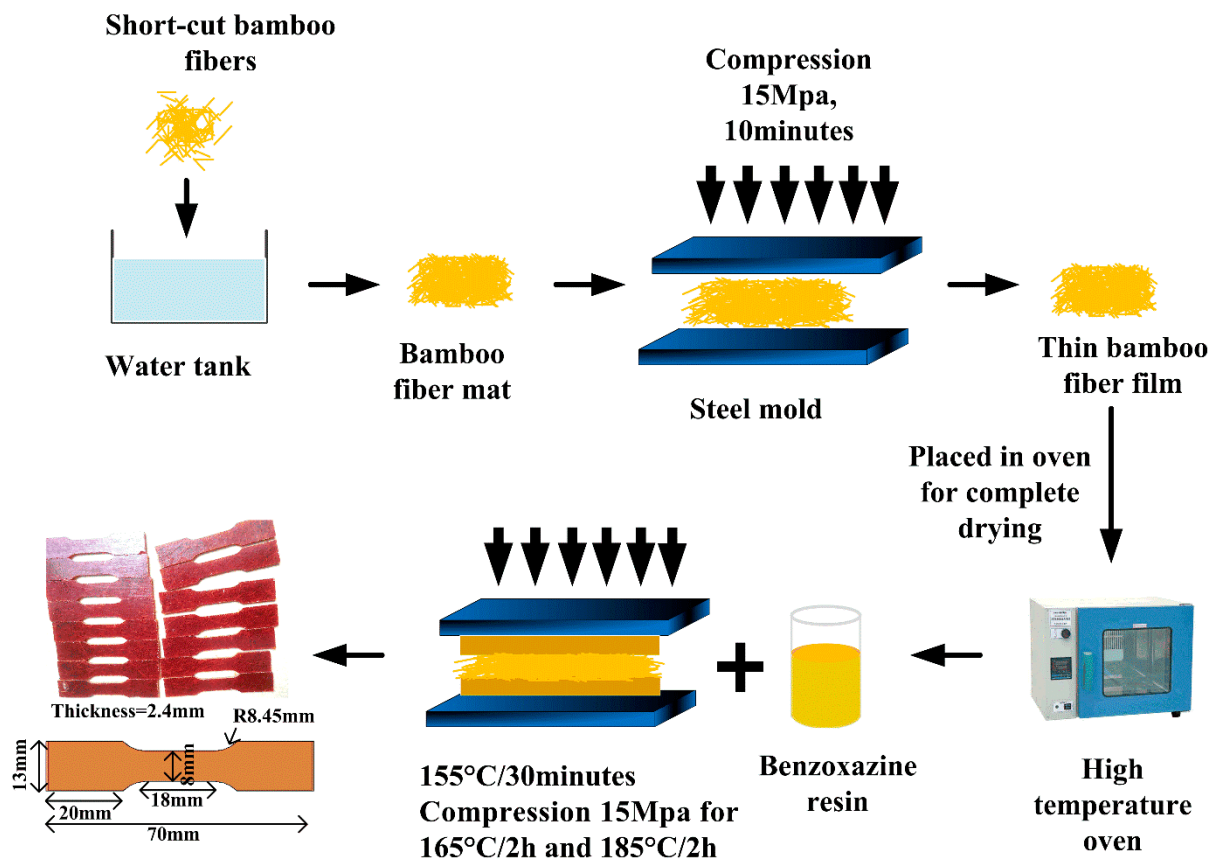 Short-cut bamboo
fibers
Compression
15Mpa,
10minutes
Water tank
Bamboo
fiber mat
Steel mold
Thin bamboo
fiber film
Placed in oven
for complete
drying
High
temperature
oven
Benzoxazine
resin
155°C/30minutes
Compression 15Mpa for
165°C/2h and 185°C/2h
Thickness=2.4mm
R8.45mm
13mm
8mm
18mm
20mm
70mm